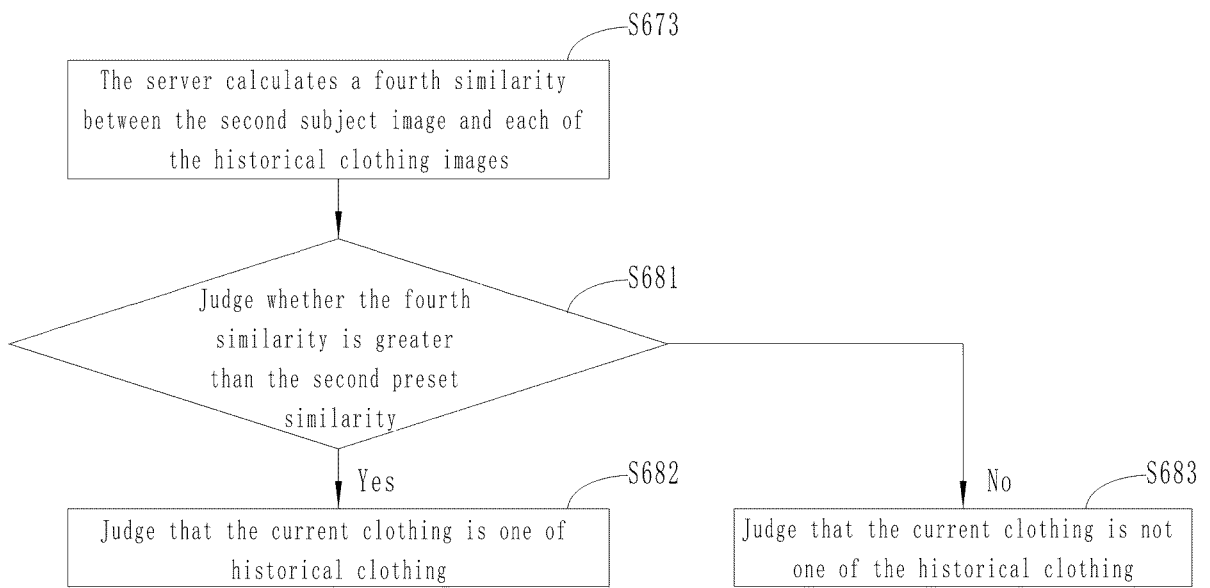 S673
The server calculates a fourth similarity
between the second subject image and each of
the historical clothing images
S681
Judge whether the fourth
similarity is greater
than the second preset
similarity
Yes
S682
No
S683
Judge that the current clothing is one of
historical clothing
Judge that the current clothing is not
one of the historical clothing